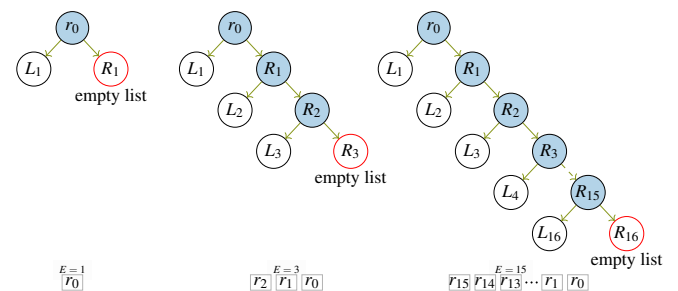 r0 r0 r0
L1 R1 L1 R1 L1 R1
empty list
L2 R2 L2 R2
L3 R3 L3 R3
empty list
L4 R15
L16 R16
empty list
E = 1 E = 3 E = 15
r0 r2 r1 r0 r15 r14 r13 ⋯ r1 r0